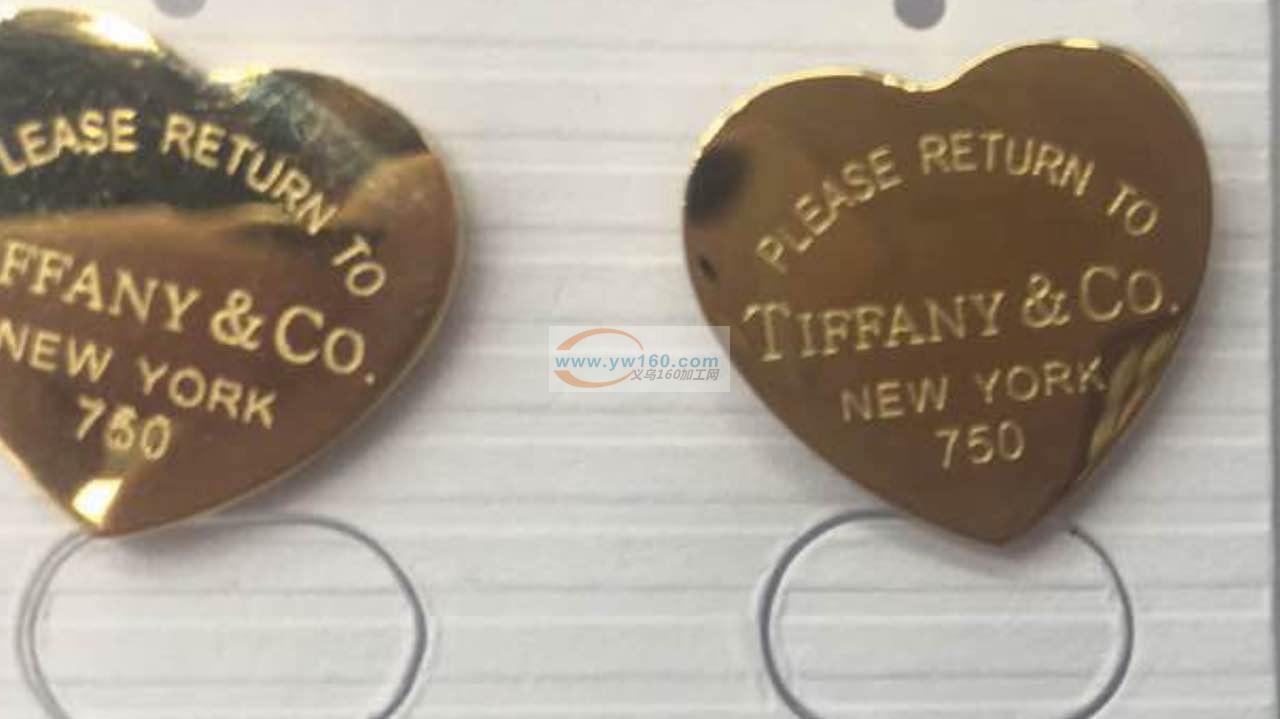 LEASE RETURN TO
FFANY & CO.
NEW YORK
750
PLEASE RETURN TO
TIFFANY & CO.
NEW YORK
750
www.yw160.com
义乌160加工网